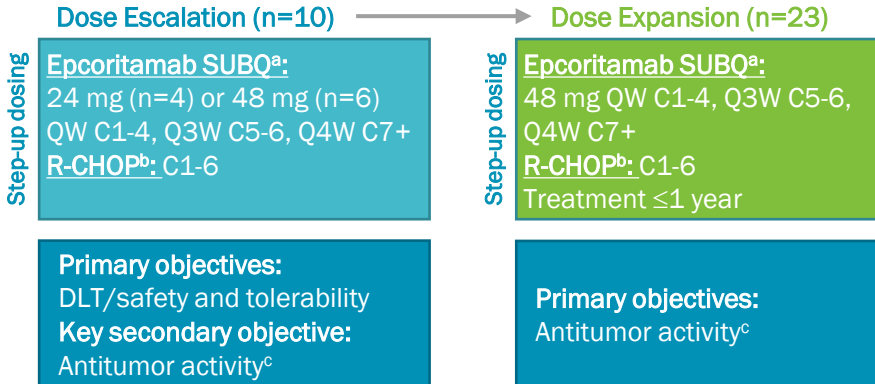 Dose Escalation (n=10)
Step-up dosing
Epcoritamab SUBQᵃ:
24 mg (n=4) or 48 mg (n=6)
QW C1-4, Q3W C5-6, Q4W C7+
R-CHOPᵇ: C1-6
Primary objectives:
DLT/safety and tolerability
Key secondary objective:
Antitumor activityᶜ
Dose Expansion (n=23)
Step-up dosing
Epcoritamab SUBQᵃ:
48 mg QW C1-4, Q3W C5-6,
Q4W C7+
R-CHOPᵇ: C1-6
Treatment ≤1 year
Primary objectives:
Antitumor activityᶜ